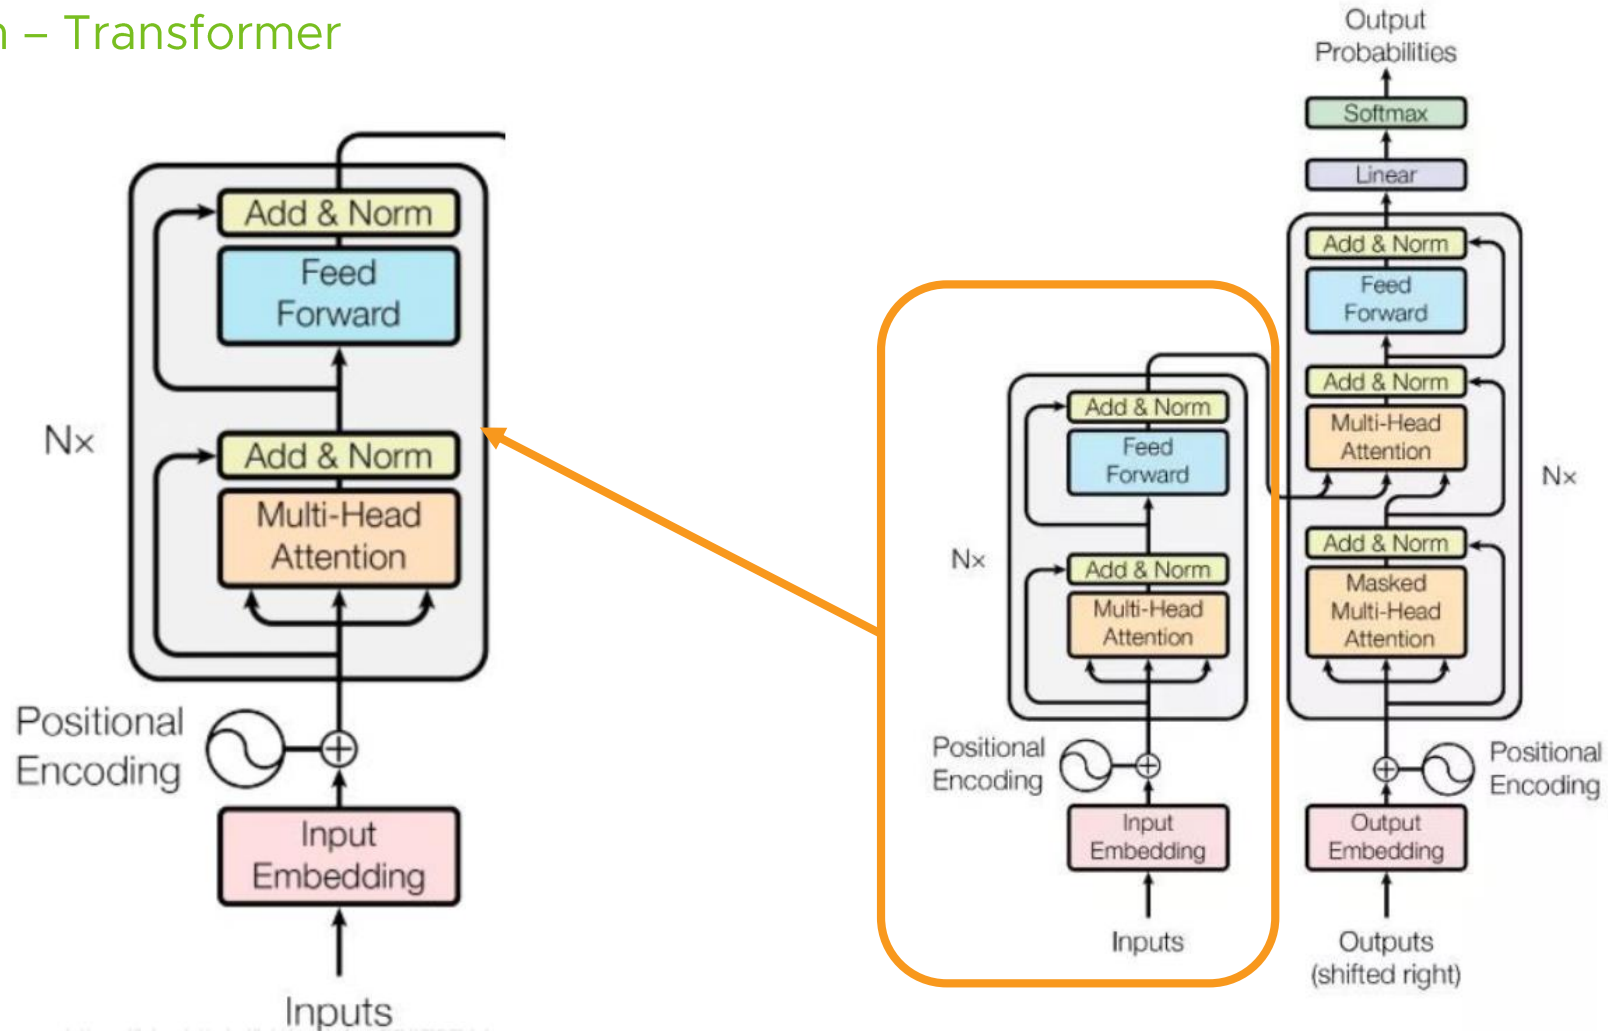 – Transformer
Add & Norm
Feed
Forward
Nx
Add & Norm
Multi-Head
Attention
Positional
Encoding
Input
Embedding
Inputs
Output
Probabilities
Softmax
Linear
Add & Norm
Feed
Forward
Add & Norm
Multi-Head
Attention
Nx
Add & Norm
Masked
Multi-Head
Attention
Positional
Encoding
Output
Embedding
Outputs
(shifted right)
Add & Norm
Feed
Forward
Nx
Add & Norm
Multi-Head
Attention
Positional
Encoding
Input
Embedding
Inputs